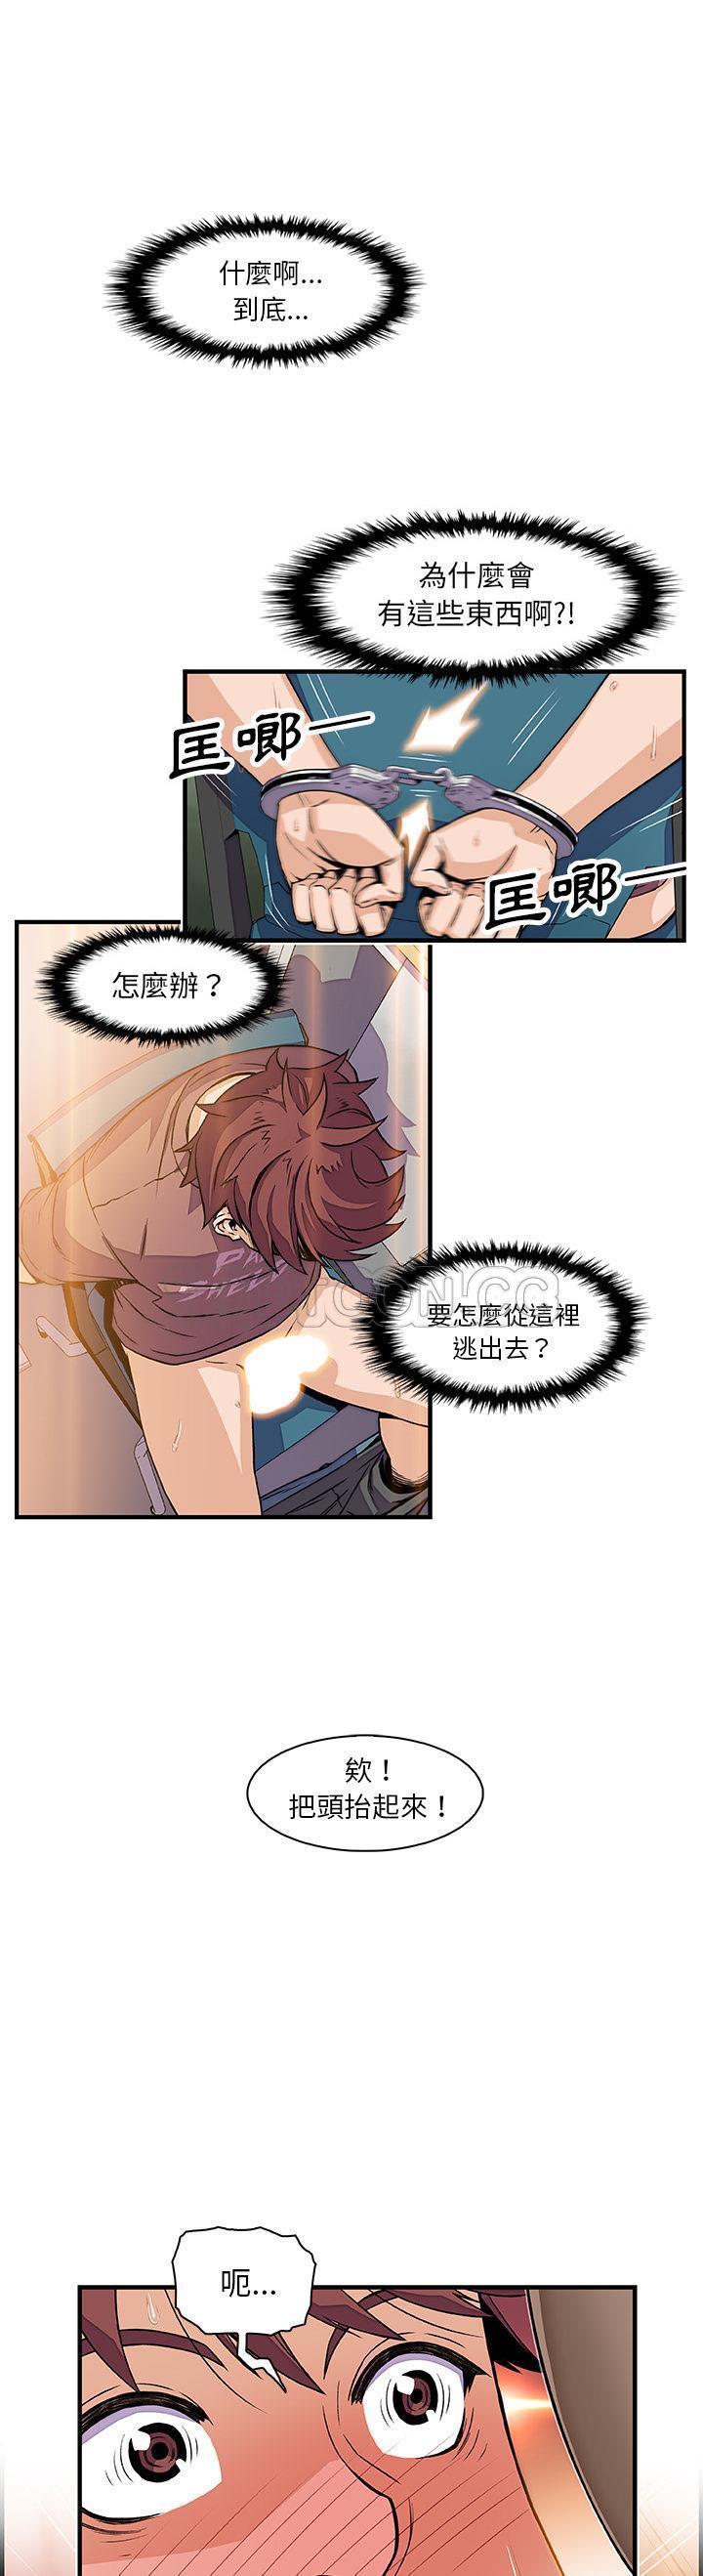 什麼啊...
到底...
為什麼會
有這些東西啊?!
匡啷一
匡啷一
怎麼辦？
要怎麼從這裡
逃出去？
欸！
把頭抬起來！
呃...